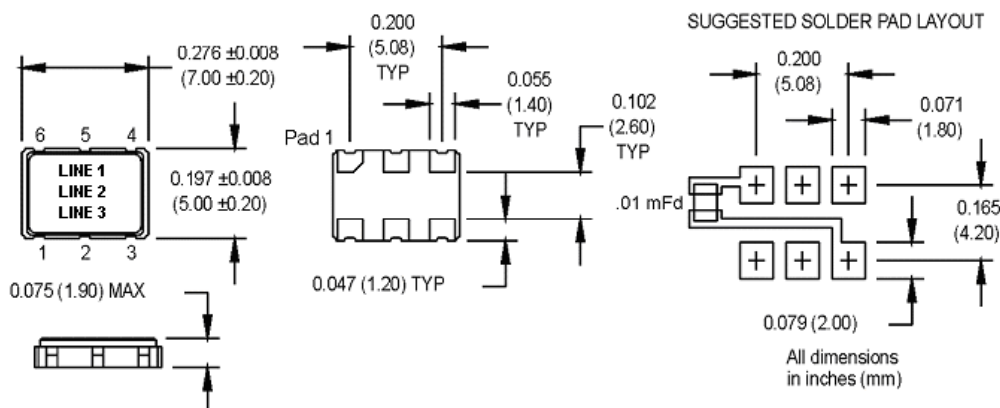 0.276 ±0.008
(7.00 ±0.20)
6 5 4
LINE 1
LINE 2
LINE 3
1 2 3
0.197 ±0.008
(5.00 ±0.20)
0.075 (1.90) MAX
0.200
(5.08)
TYP
0.055
(1.40)
TYP
Pad 1
0.102
(2.60)
TYP
0.047 (1.20) TYP
SUGGESTED SOLDER PAD LAYOUT
0.200
(5.08)
0.071
(1.80)
.01 mFd
0.165
(4.20)
0.079 (2.00)
All dimensions
in inches (mm)